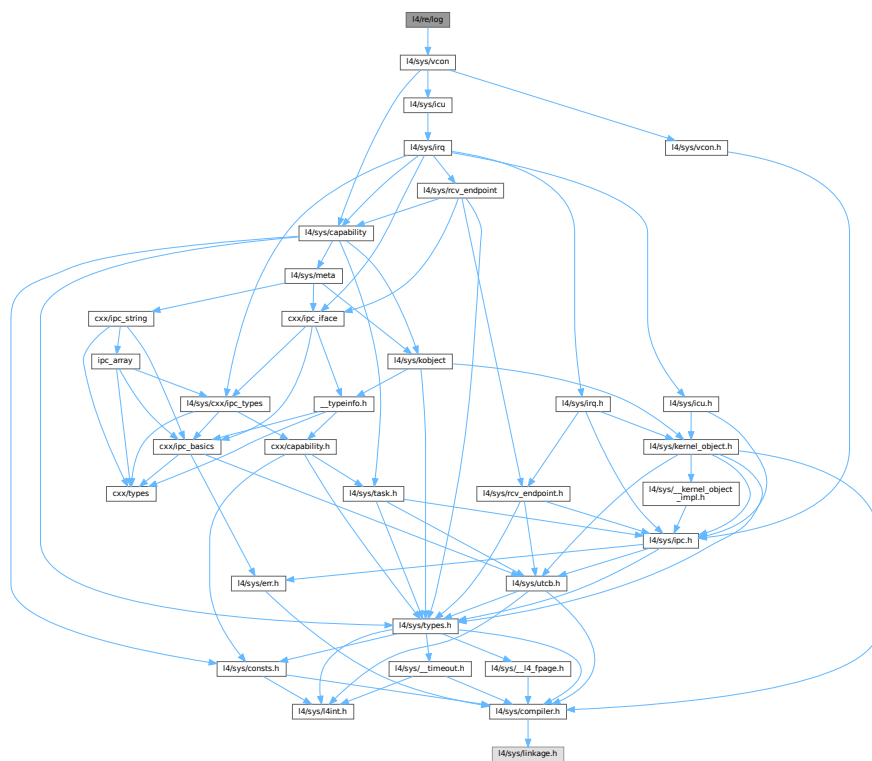 l4/re/log
l4/sys/vcon
l4/sys/icu
l4/sys/irq
l4/sys/vcon.h
l4/sys/rcv_endpoint
l4/sys/capability
l4/sys/meta
cxx/ipc_string
cxx/ipc_iface
ipc_array
l4/sys/kobject
l4/sys/cxx/ipc_types
__typeinfo.h
l4/sys/irq.h
l4/sys/icu.h
cxx/ipc_basics
cxx/capability.h
l4/sys/kernel_object.h
cxx/types
l4/sys/task.h
l4/sys/rcv_endpoint.h
l4/sys/__kernel_object
_impl.h
l4/sys/ipc.h
l4/sys/err.h
l4/sys/utcb.h
l4/sys/types.h
l4/sys/consts.h
l4/sys/__timeout.h
l4/sys/__l4_fpage.h
l4/sys/l4int.h
l4/sys/compiler.h
l4/sys/linkage.h